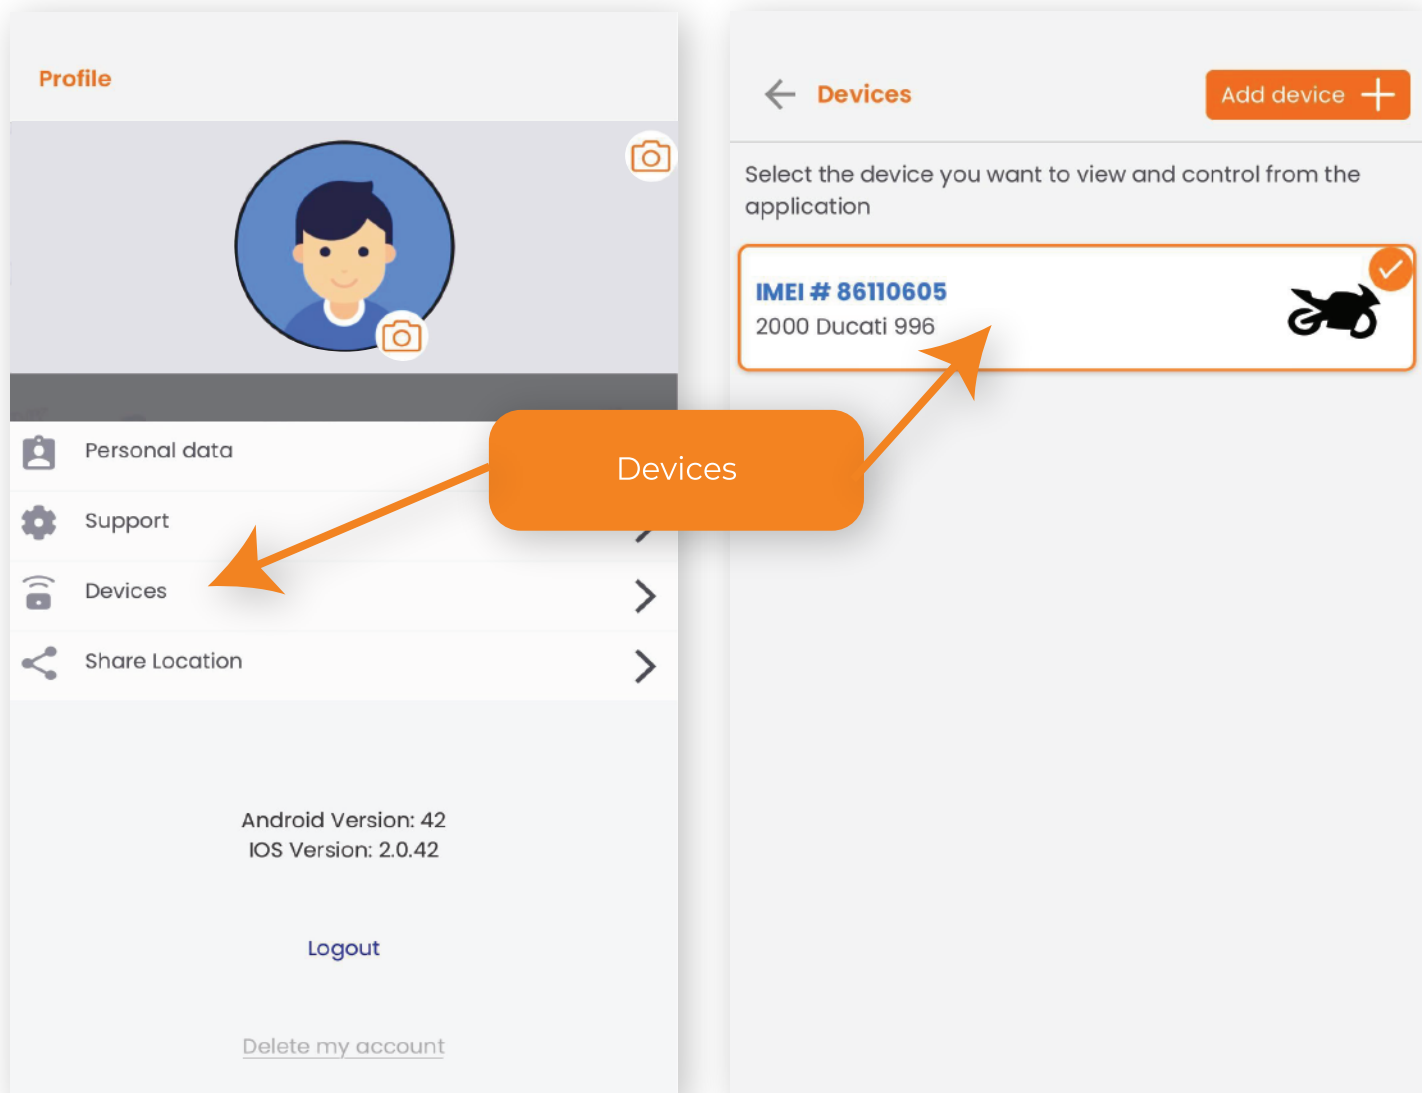 Profile
Personal data
Support
Devices
Share Location
Android Version: 42
IOS Version: 2.0.42
Logout
Delete my account
Devices
Devices
Add device
Select the device you want to view and control from the
application
IMEI # 86110605
2000 Ducati 996